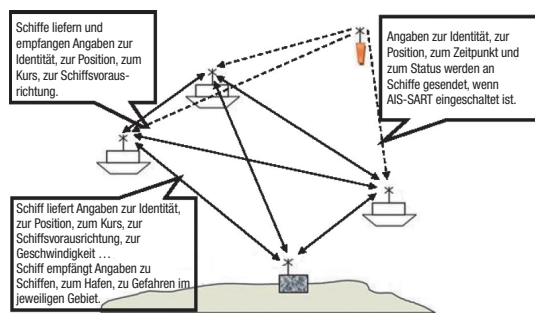 Schiffe liefern und
empfangen Angaben zur
Identität, zur Position, zum
Kurs, zur Schiffsvoraus-
richtung.
Angaben zur Identität, zur
Position, zum Zeitpunkt und
zum Status werden an
Schiffe gesendet, wenn
AIS-SART eingeschaltet ist.
Schiff liefert Angaben zur Identität,
zur Position, zum Kurs, zur
Schiffsvorausrichtung, zur
Geschwindigkeit …
Schiff empfängt Angaben zu
Schiffen, zum Hafen, zu Gefahren im
jeweiligen Gebiet.